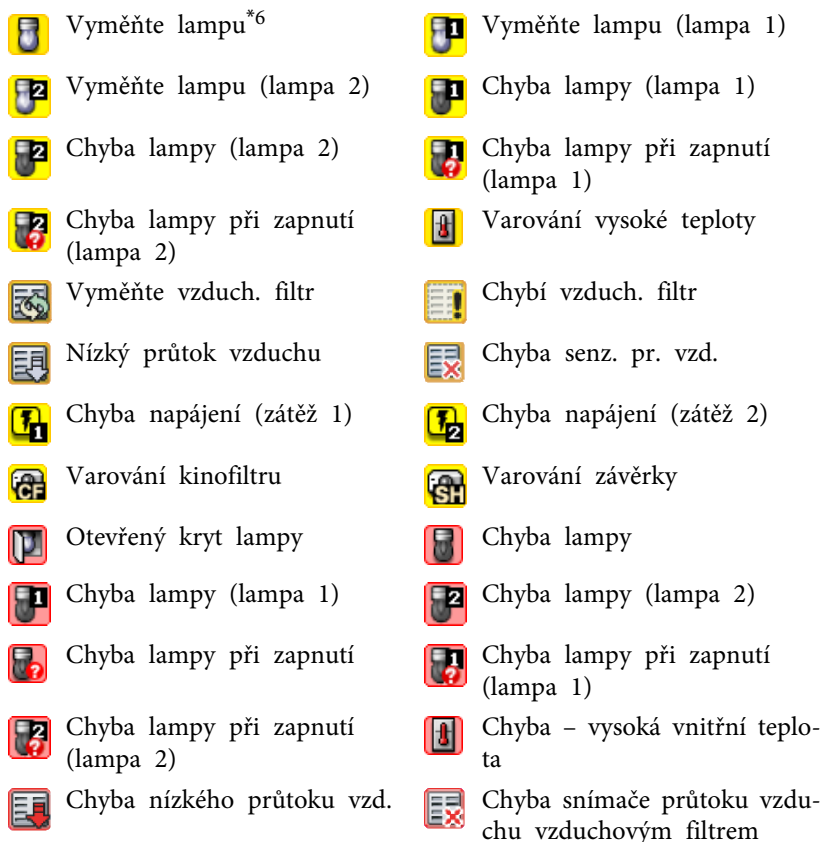 Vyměňte lampu*6
Vyměňte lampu (lampa 1)
Vyměňte lampu (lampa 2)
Chyba lampy (lampa 1)
Chyba lampy (lampa 2)
Chyba lampy při zapnutí
(lampa 1)
Chyba lampy při zapnutí
(lampa 2)
Varování vysoké teploty
Vyměňte vzduch. filtr
Chybí vzduch. filtr
Nízký průtok vzduchu
Chyba senz. pr. vzd.
Chyba napájení (zátěž 1)
Chyba napájení (zátěž 2)
CF
Varování kinofiltru
SH
Varování závěrky
Otevřený kryt lampy
Chyba lampy
Chyba lampy (lampa 1)
Chyba lampy (lampa 2)
Chyba lampy při zapnutí
Chyba lampy při zapnutí
(lampa 1)
Chyba lampy při zapnutí
(lampa 2)
Chyba – vysoká vnitřní teplo-
ta
Chyba nízkého průtoku vzd.
Chyba snímače průtoku vzdu-
chu vzduchovým filtrem